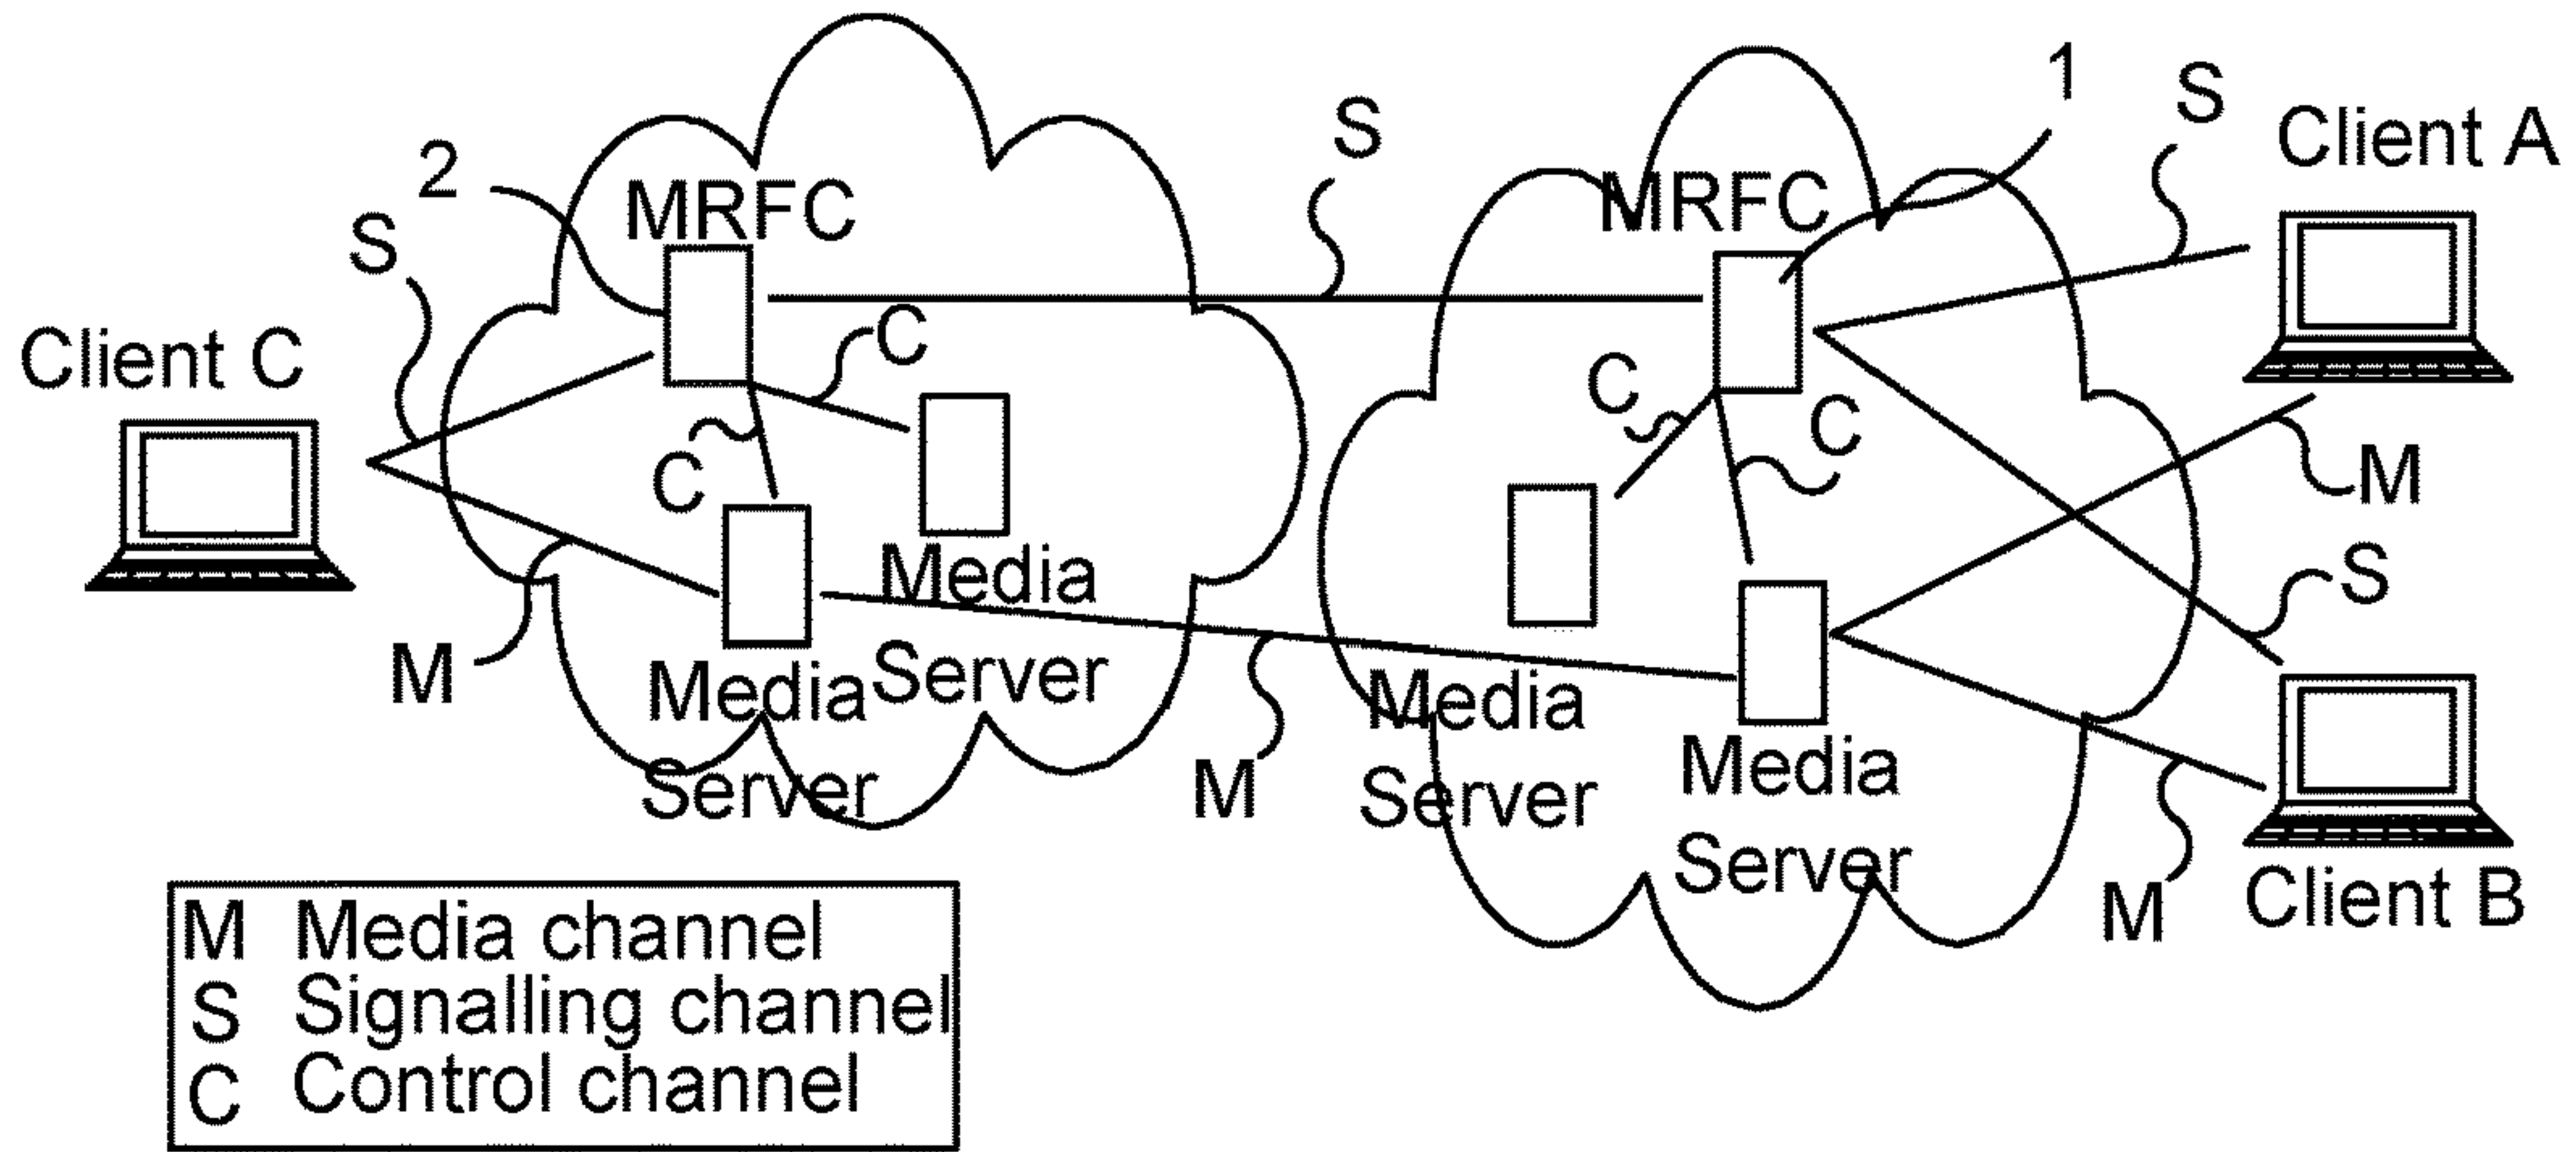 1
S
Client A
S
2
MRFC
MRFC
S
Client C
C
C
C
C
M
S
Media
Server
Media
Server
M
M
Media
Server
Media
Server
M
Client B
M Media channel
S Signalling channel
C Control channel